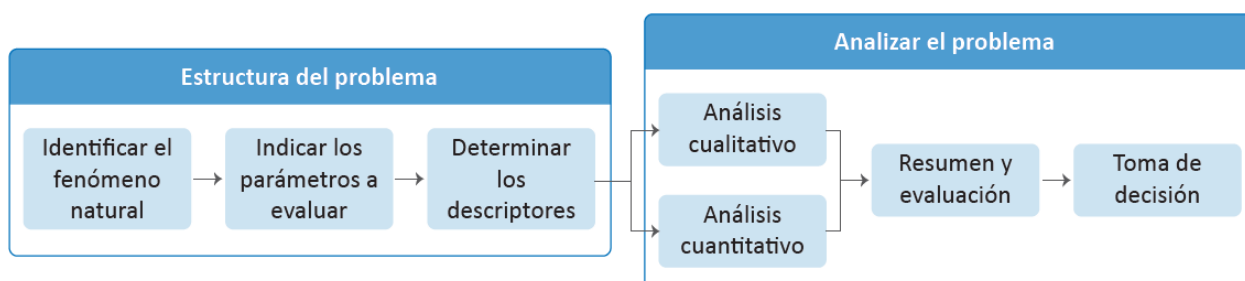 Estructura del problema
Identificar el
fenómeno
natural
Indicar los
parámetros a
evaluar
Determinar
los
descriptores
Analizar el problema
Análisis
cualitativo
Análisis
cuantitativo
Resumen y
evaluación
Toma de
decisión